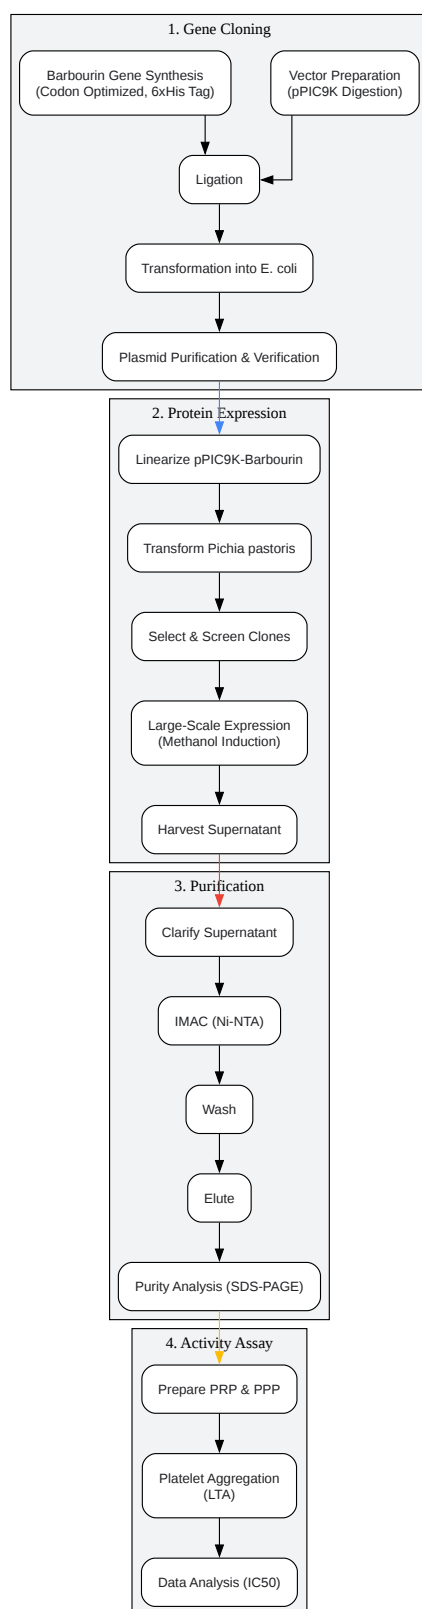 1. Gene Cloning
Barbourin Gene Synthesis
(Codon Optimized, 6xHis Tag)
Vector Preparation
(pPIC9K Digestion)
Ligation
Transformation into E. coli
Plasmid Purification & Verification
2. Protein Expression
Linearize pPIC9K-Barbourin
Transform Pichia pastoris
Select & Screen Clones
Large-Scale Expression
(Methanol Induction)
Harvest Supernatant
3. Purification
Clarify Supernatant
IMAC (Ni-NTA)
Wash
Elute
Purity Analysis (SDS-PAGE)
4. Activity Assay
Prepare PRP & PPP
Platelet Aggregation
(LTA)
Data Analysis (IC50)